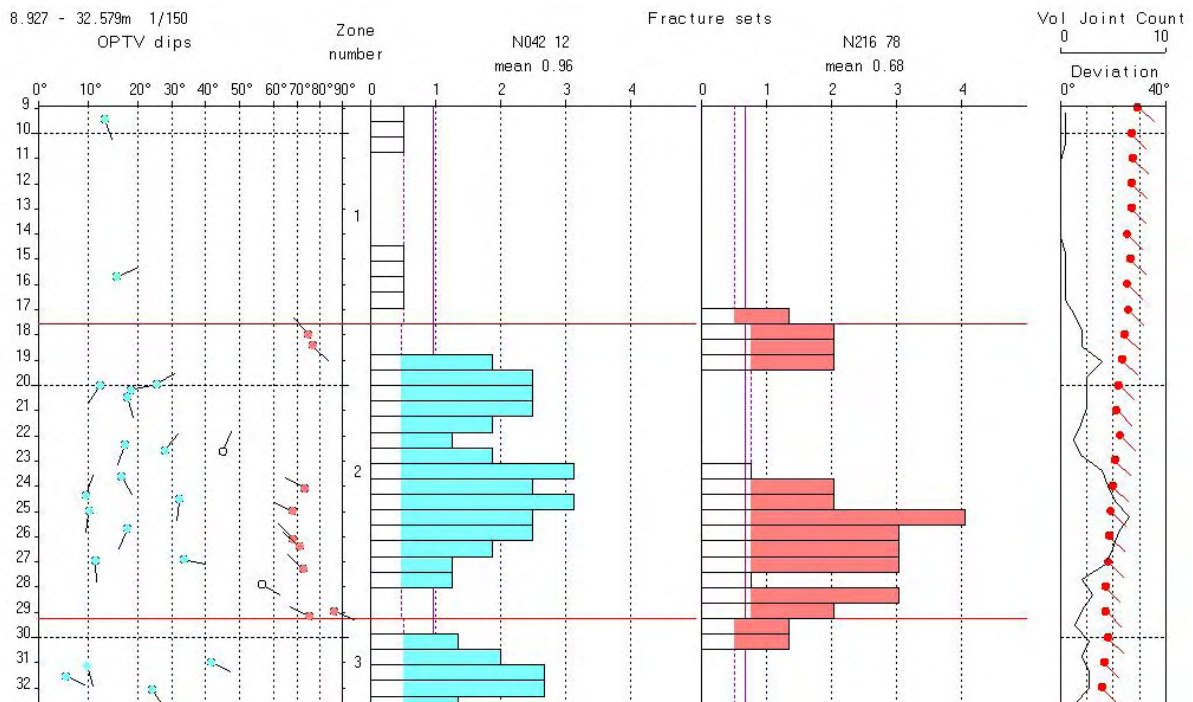 8.927 - 32.579m 1/150
OPTV dips
Zone
number
Fracture sets
N042 12
mean 0.96
N216 78
mean 0.68
Vol Joint Count
0 10
Deviation
0° 10° 20° 30° 40° 50° 60° 70° 80° 90° 0 1 2 3 4 0 1 2 3 4 0° 40°
9
10
11
12
13
1
14
15
16
17
18
19
20
21
22
23
2
24
25
26
27
28
29
30
31
3
32